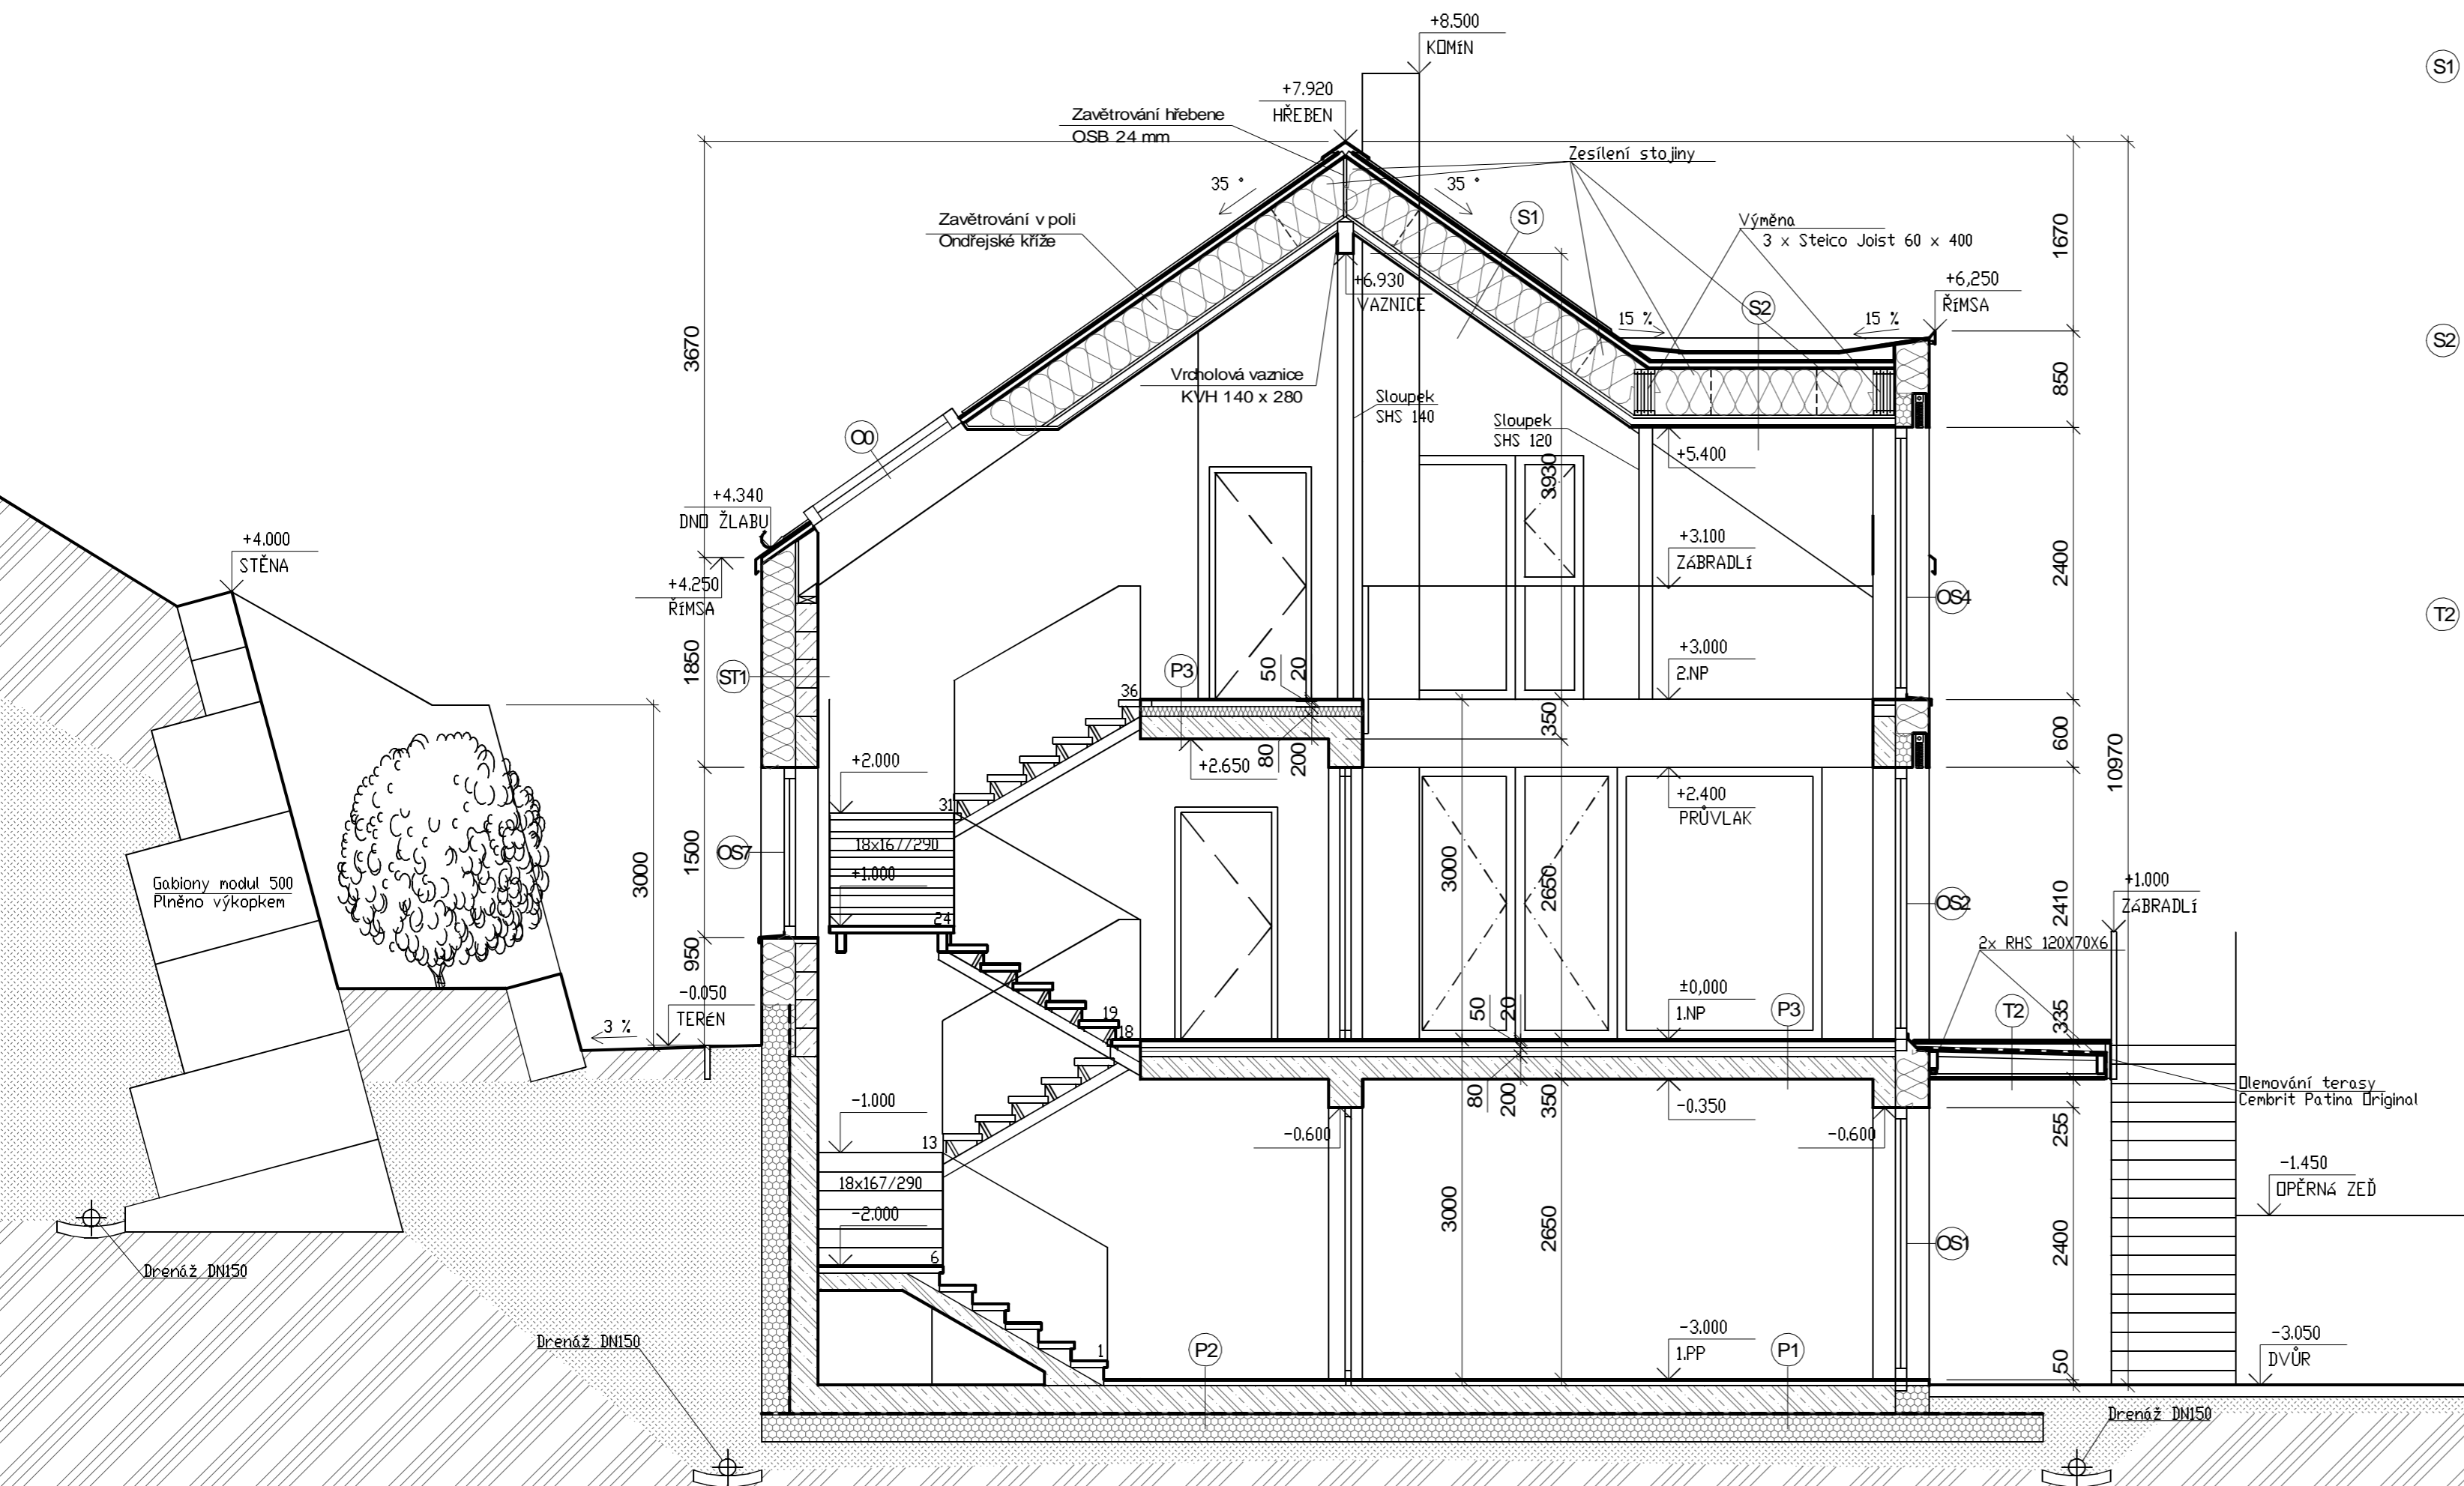 +8.500
KOMÍN
S1
+7.920
HŘEBEN
Zavětrování hřebene
OSB 24 mm
Zesílení stojiny
35 °
35 °
Zavětrování v poli
Ondřejské kříže
S1
Výměna
3 x Steico Joist 60 x 400
1670
+6.930
VAZNICE
+6,250
ŘÍMSA
S2
15 %
15 %
S2
3670
Vrcholová vaznice
KVH 140 x 280
Sloupek
SHS 140
Sloupek
SHS 120
850
O0
+5.400
3930
+4.340
DNO ŽLABU
+4.000
STĚNA
+3.100
ZÁBRADLÍ
2400
+4.250
ŘÍMSA
OS4
T2
1850
ST1
P3
50
20
+3.000
2.NP
36
350
600
80
200
+2.650
+2.000
10970
31
+2.400
PRŮVLAK
18x167/290
OS7
1500
3000
3000
2650
+1.000
Gabiony modul 500
Plněno výkopkem
24
OS2
2410
+1.000
ZÁBRADLÍ
950
2x RHS 120X70X6
-0.050
TERÉN
3 %
19
18
50
20
±0,000
1.NP
P3
T2
335
80
200
350
-0.350
Olemování terasy
Cembrit Patina Original
-1.000
13
-0.600
-0.600
255
18x167/290
-2.000
6
3000
2650
OS1
2400
-1.450
OPĚRNÁ ZEĎ
Drenáž DN150
Drenáž DN150
1
P2
-3.000
1.PP
P1
50
-3.050
DVŮR
Drenáž DN150